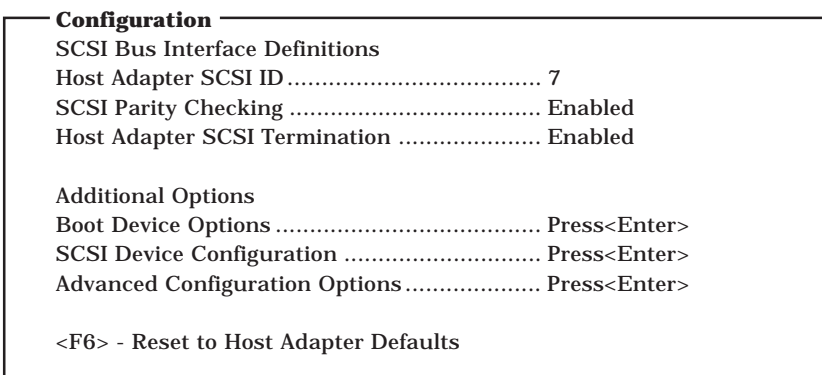 Configuration
SCSI Bus Interface Definitions
Host Adapter SCSI ID ..................................... 7
SCSI Parity Checking ..................................... Enabled
Host Adapter SCSI Termination ..................... Enabled
Additional Options
Boot Device Options ....................................... Press<Enter>
SCSI Device Configuration ............................. Press<Enter>
Advanced Configuration Options .................... Press<Enter>
<F6> - Reset to Host Adapter Defaults